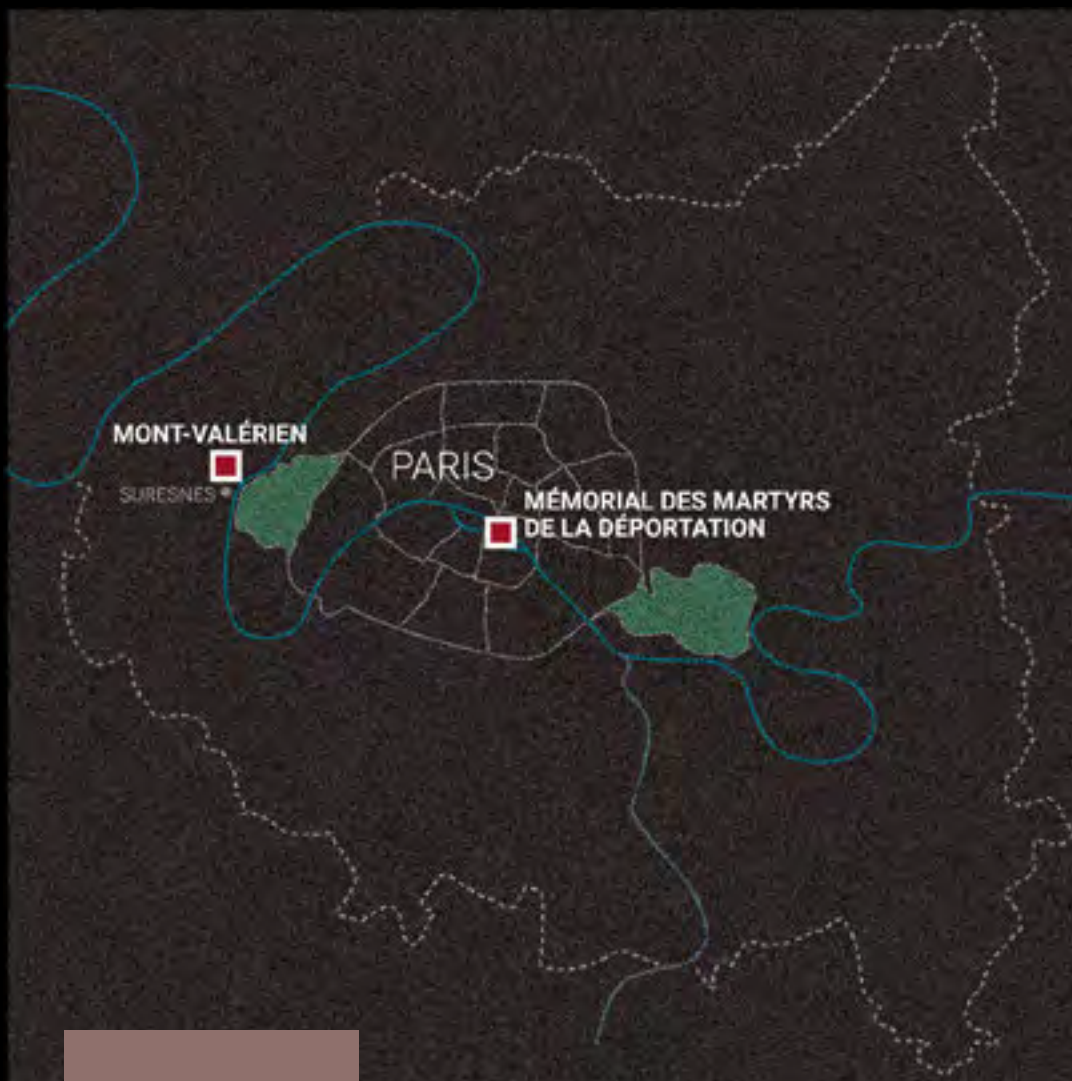 MONT-VALÉRIEN
SURESNES
PARIS
MÉMORIAL DES MARTYRS
DE LA DÉPORTATION